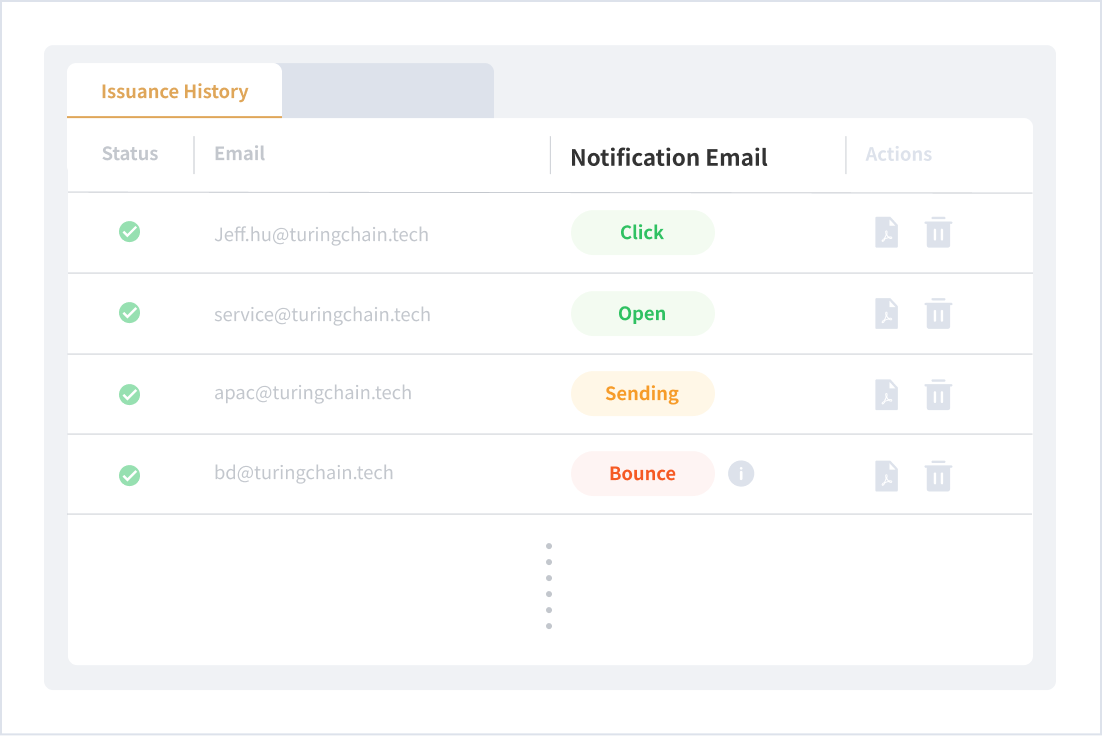 Issuance History
Status Email Notification Email Actions
Jeff.hu@turingchain.tech Click
service@turingchain.tech Open
apac@turingchain.tech Sending
bd@turingchain.tech Bounce i